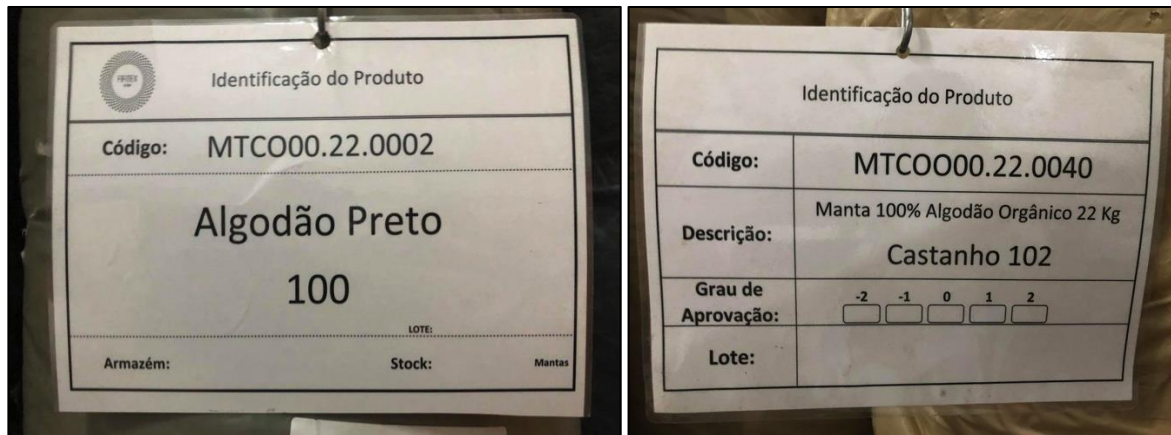 Identificação do Produto
Código: MTCO00.22.0002
Algodão Preto
100
LOTE:
Armazém: Stock: Mantas
Identificação do Produto
Código: MTCOO00.22.0040
Descrição: Manta 100% Algodão Orgânico 22 Kg
Castanho 102
Grau de Aprovação: -2 -1 0 1 2
Lote: